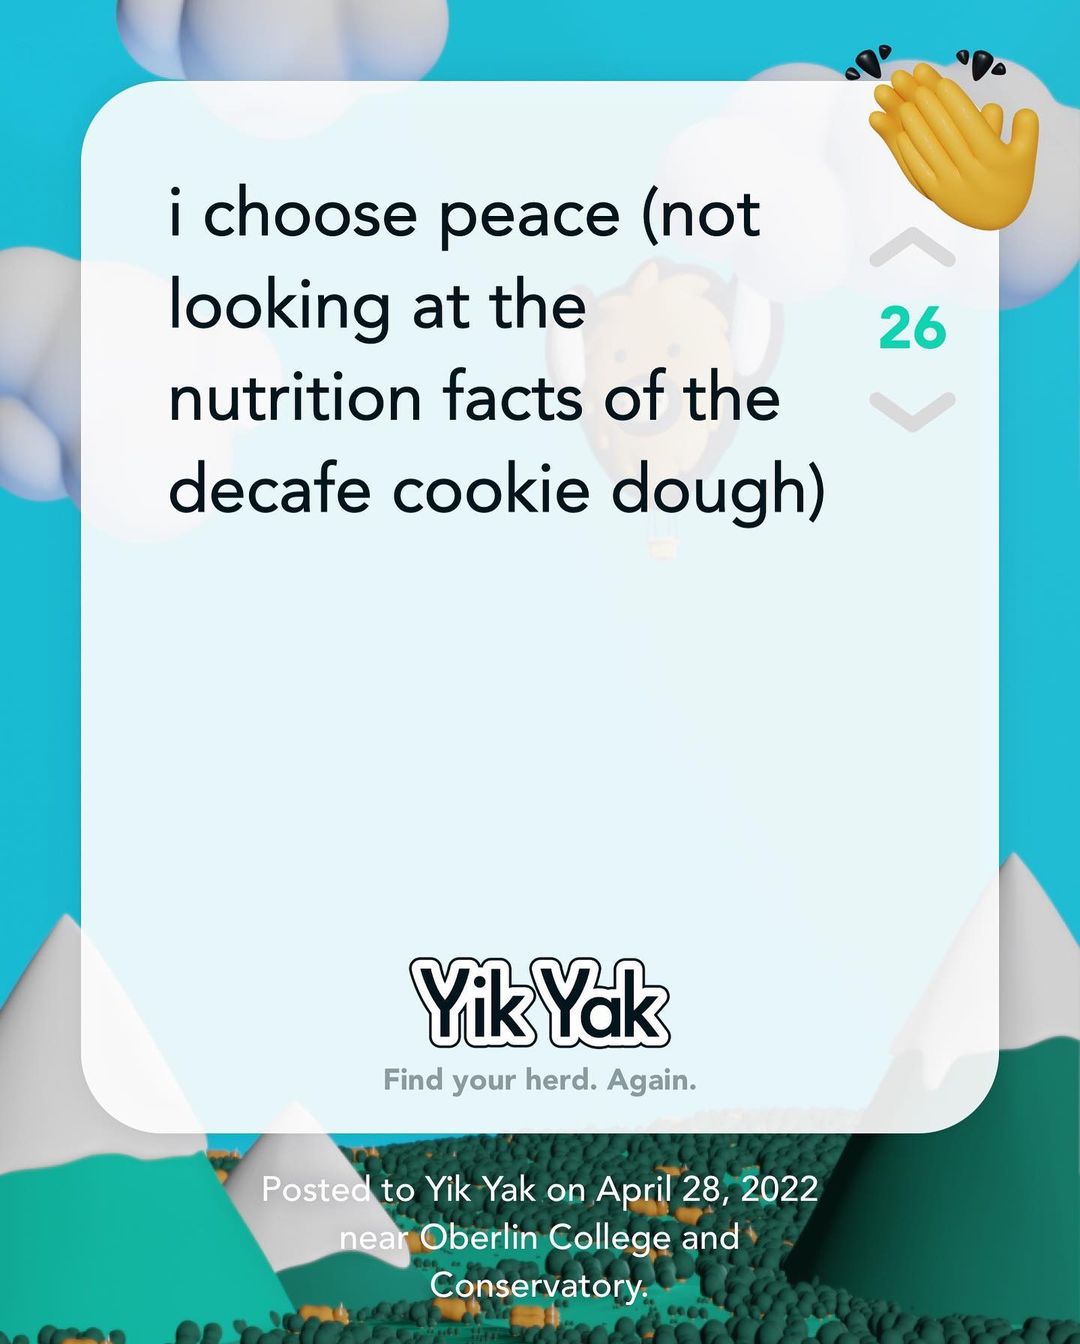 i choose peace (not
looking at the
nutrition facts of the
decafe cookie dough)
26
Yik Yak
Find your herd. Again.
Posted to Yik Yak on April 28, 2022
near Oberlin College and
Conservatory.